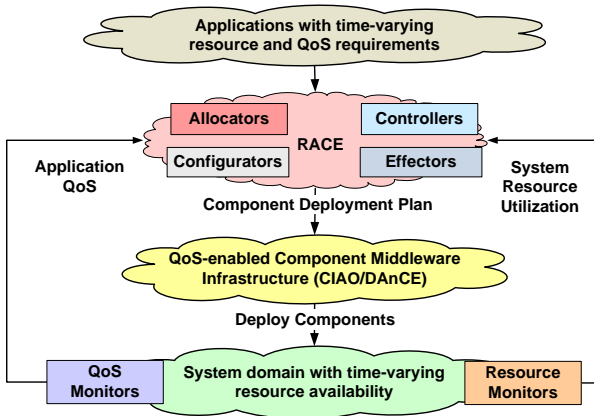 Applications with time-varying
resource and QoS requirements
Allocators
Controllers
RACE
Configurators
Effectors
Application
QoS
System
Resource
Utilization
Component Deployment Plan
QoS-enabled Component Middleware
Infrastructure (CIAO/DAnCE)
Deploy Components
QoS
Monitors
System domain with time-varying
resource availability
Resource
Monitors